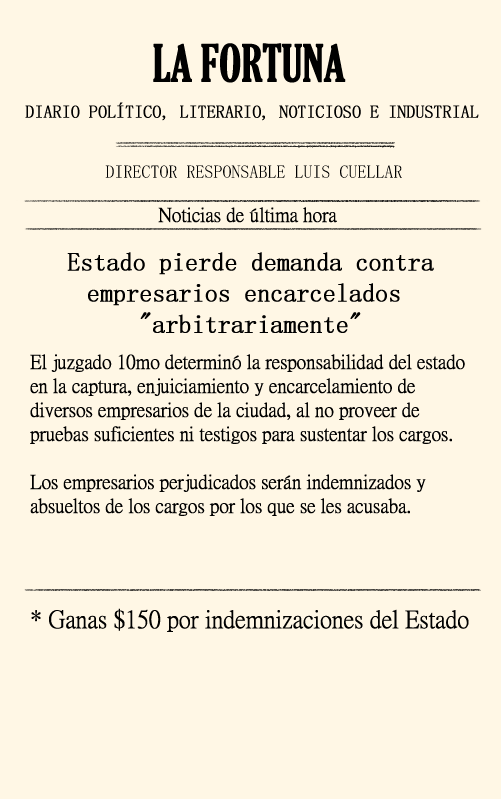 LA FORTUNA
DIARIO POLÍTICO, LITERARIO, NOTICIOSO E INDUSTRIAL
DIRECTOR RESPONSABLE LUIS CUELLAR
Noticias de última hora
Estado pierde demanda contra
empresarios encarcelados
"arbitrariamente"
El juzgado 10mo determinó la responsabilidad del estado
en la captura, enjuiciamiento y encarcelamiento de
diversos empresarios de la ciudad, al no proveer de
pruebas suficientes ni testigos para sustentar los cargos.
Los empresarios perjudicados serán indemnizados y
absueltos de los cargos por los que se les acusaba.
* Ganas $150 por indemnizaciones del Estado